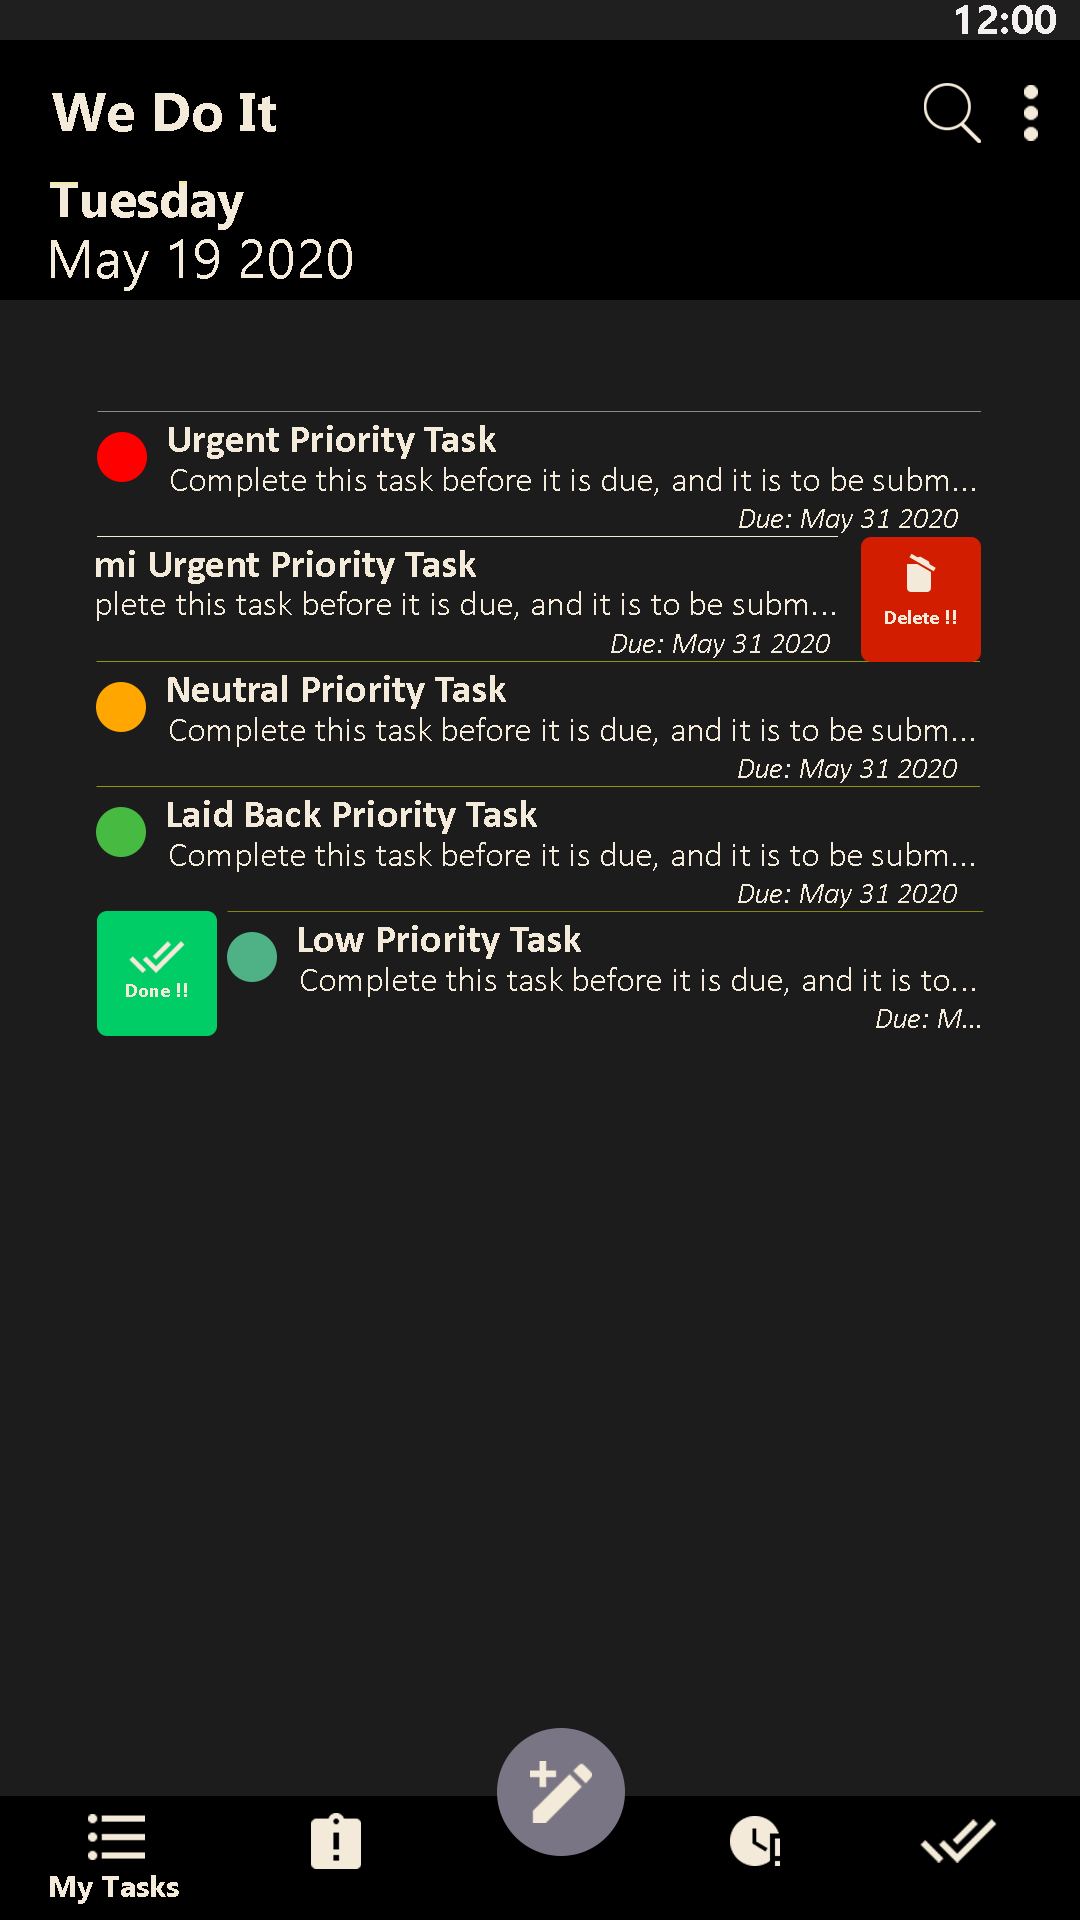 12:00
We Do It
Tuesday
May 19 2020
Urgent Priority Task
Complete this task before it is due, and it is to be subm...
Due: May 31 2020
mi Urgent Priority Task
plete this task before it is due, and it is to be subm...
Due: May 31 2020
Delete !!
Neutral Priority Task
Complete this task before it is due, and it is to be subm...
Due: May 31 2020
Laid Back Priority Task
Complete this task before it is due, and it is to be subm...
Due: May 31 2020
Done !!
Low Priority Task
Complete this task before it is due, and it is to...
Due: M...
My Tasks